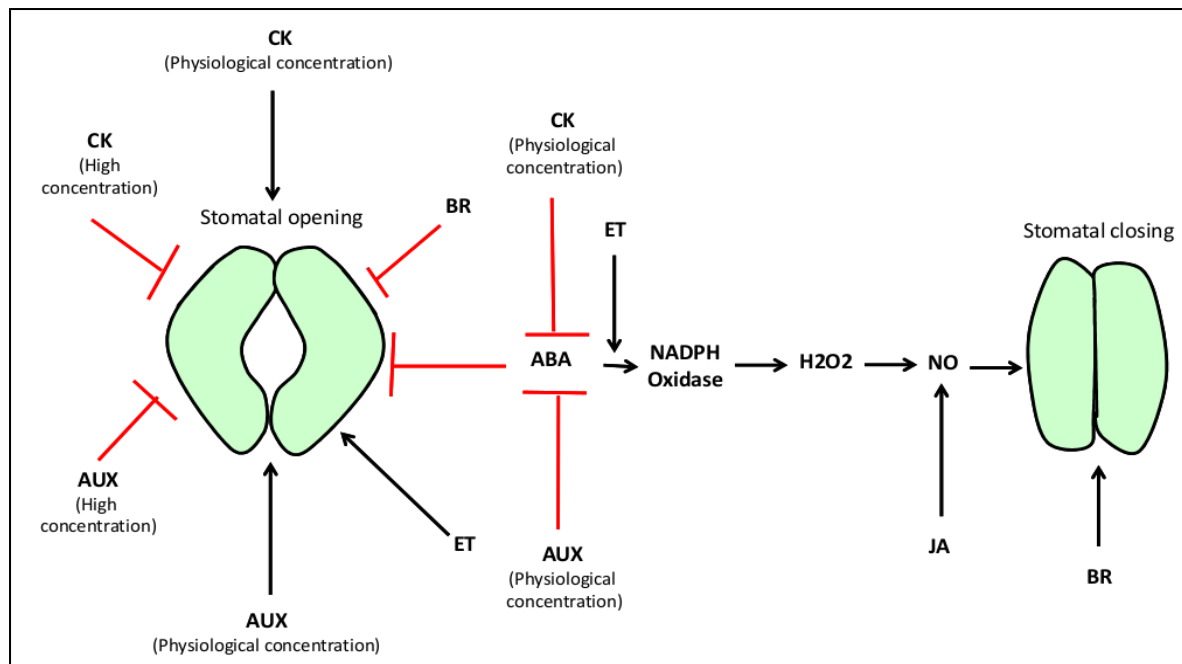 CK
(Physiological concentration)
CK
(High
concentration)
Stomatal opening
BR
CK
(Physiological
concentration)
ET
Stomatal closing
ABA
NADPH
Oxidase
H2O2
NO
AUX
(High
concentration)
ET
AUX
(Physiological concentration)
AUX
(Physiological
concentration)
JA
BR